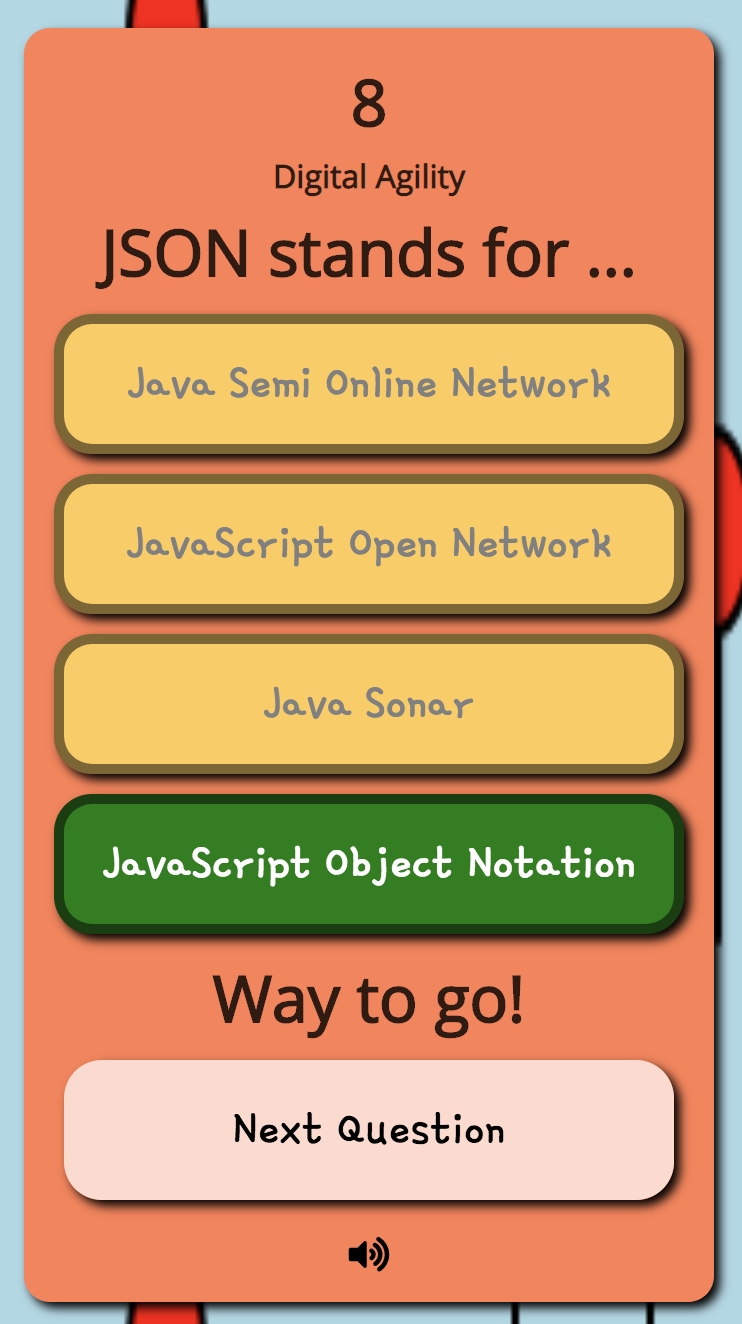 8
Digital Agility
JSON stands for ...
Java Semi Online Network
JavaScript Open Network
Java Sonar
JavaScript Object Notation
Way to go!
Next Question